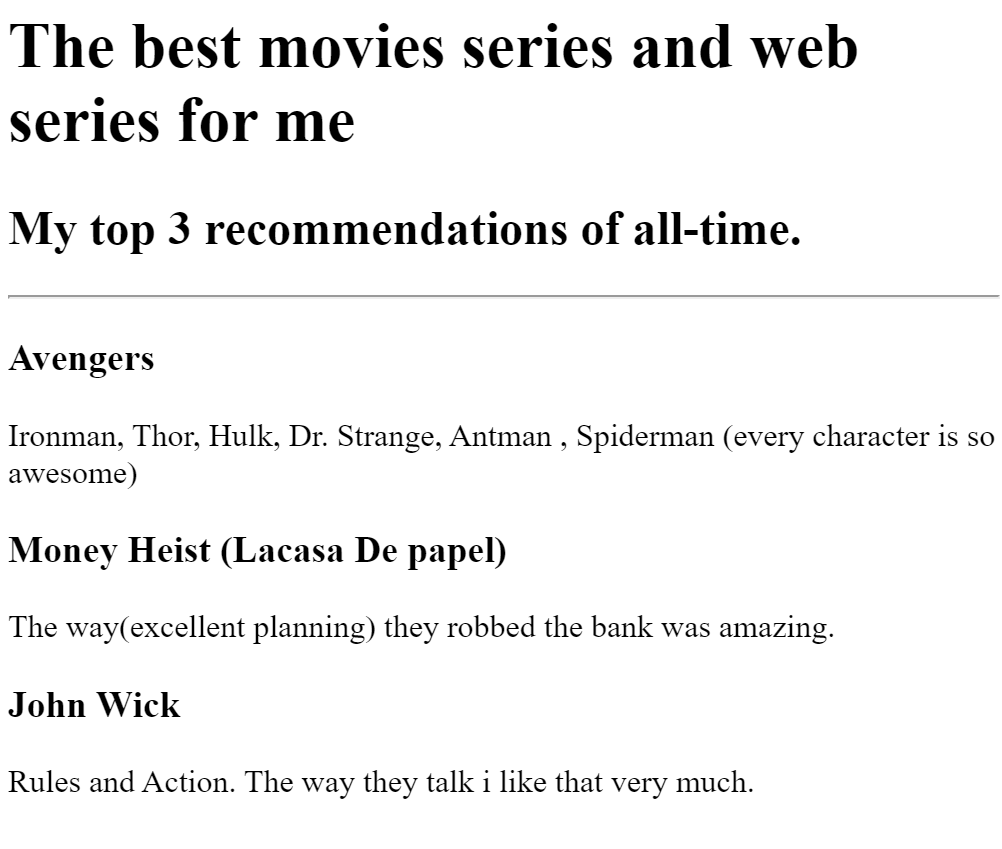 The best movies series and web
series for me
My top 3 recommendations of all-time.
Avengers
Ironman, Thor, Hulk, Dr. Strange, Antman , Spiderman (every character is so
awesome)
Money Heist (Lacasa De papel)
The way(excellent planning) they robbed the bank was amazing.
John Wick
Rules and Action. The way they talk i like that very much.